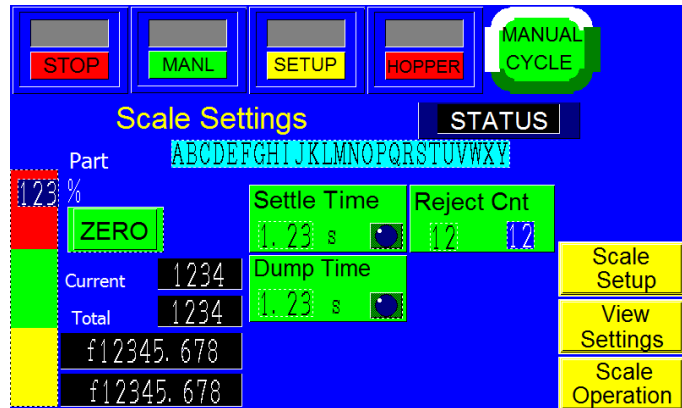 STOP MANL SETUP HOPPER MANUAL CYCLE
Scale Settings STATUS
Part ABCDEFGHIJKLMNOPQRSTUVWXY
123 %
ZERO
Settle Time
1.23 s
Reject Cnt
12 12
Dump Time
1.23 s
Current 1234
Total 1234
f12345.678
f12345.678
Scale
Setup
View
Settings
Scale
Operation